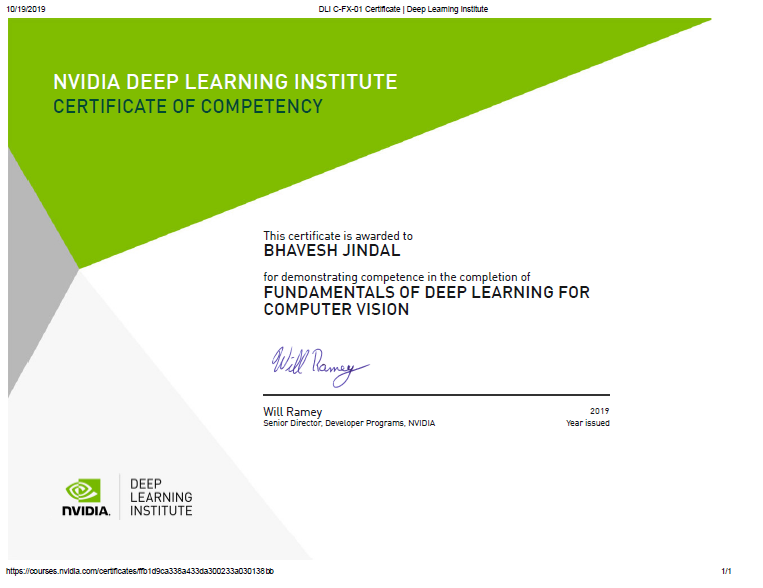 10/19/2019 DLI C-FX-01 Certificate | Deep Learning Institute
NVIDIA DEEP LEARNING INSTITUTE
CERTIFICATE OF COMPETENCY
This certificate is awarded to
BHAVESH JINDAL
for demonstrating competence in the completion of
FUNDAMENTALS OF DEEP LEARNING FOR
COMPUTER VISION
Will Ramey
Will Ramey 2019
Senior Director, Developer Programs, NVIDIA Year issued
NVIDIA.
DEEP
LEARNING
INSTITUTE
https://courses.nvidia.com/certificates/ffb1d9ca338a433da300233a030138bb 1/1